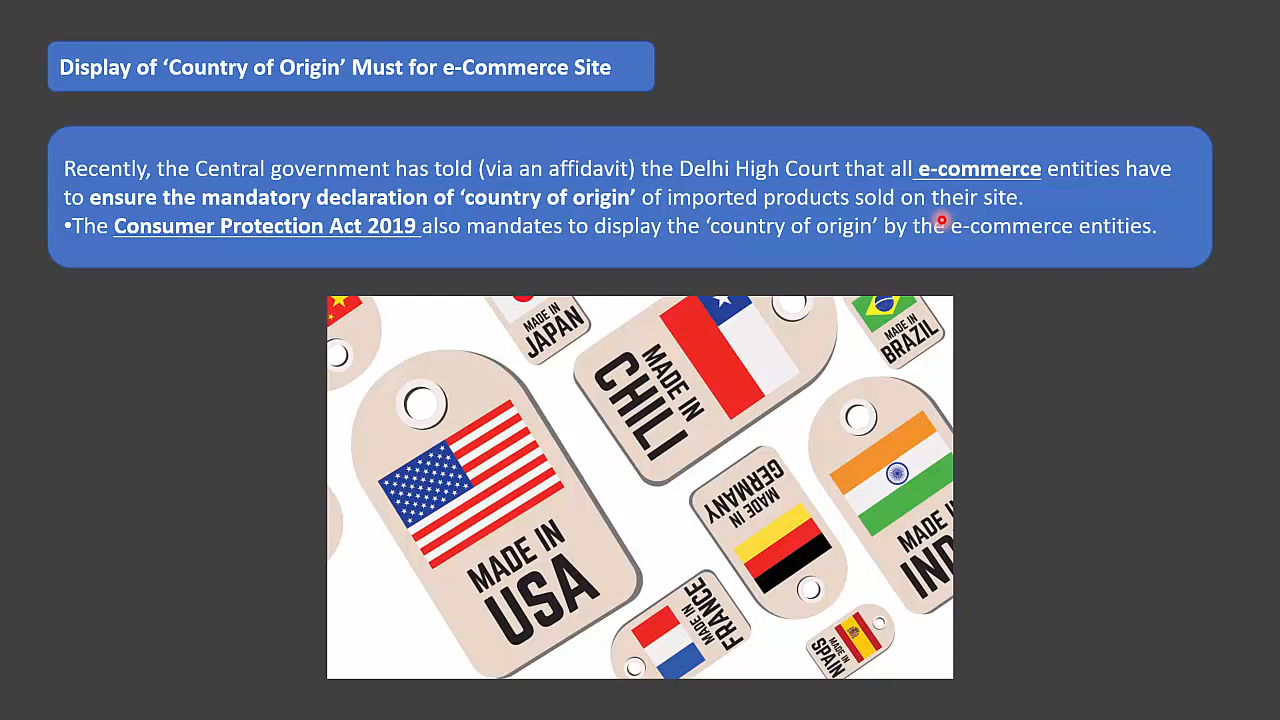 Display of ‘Country of Origin’ Must for e-Commerce Site
Recently, the Central government has told (via an affidavit) the Delhi High Court that all e-commerce entities have
to ensure the mandatory declaration of ‘country of origin’ of imported products sold on their site.
•The Consumer Protection Act 2019 also mandates to display the ‘country of origin’ by the e-commerce entities.
MADE IN
JAPAN
MADE IN
CHILI
MADE IN
BRAZIL
MADE IN
USA
MADE IN
GERMANY
MADE IN
FRANCE
MADE IN
SPAIN
MADE IN
IND